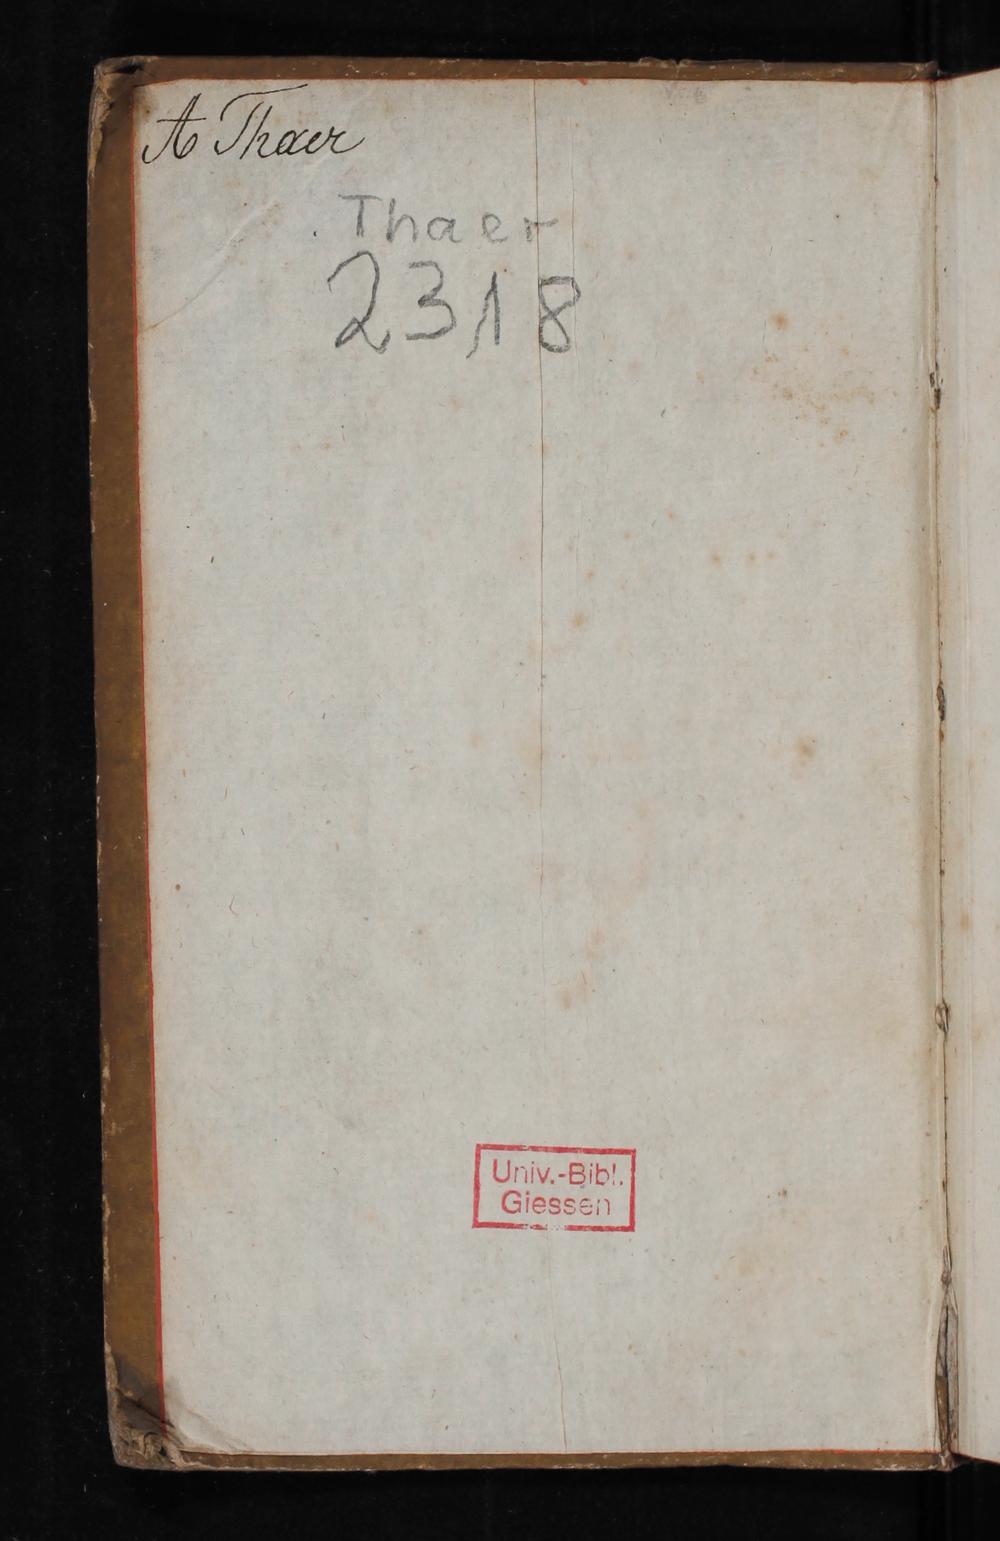 A Thaer
Thaer
2318
Univ.-Bibl.
Giessen